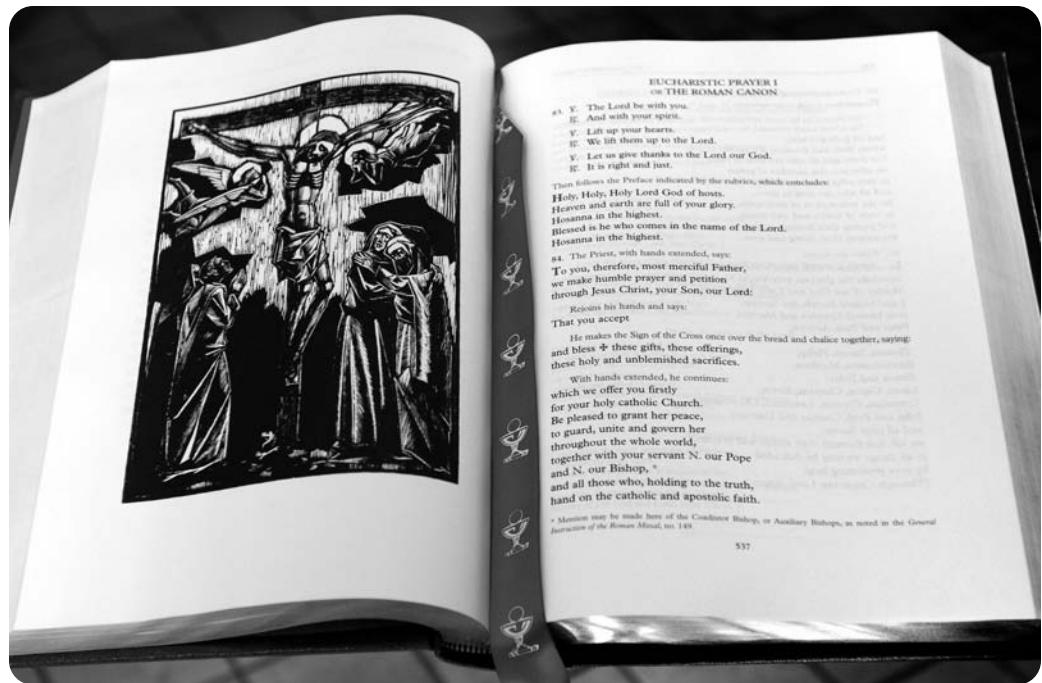 EUCHARISTIC PRAYER I
OR THE ROMAN CANON
83. ℣. The Lord be with you.
℟. And with your spirit.
℣. Lift up your hearts.
℟. We lift them up to the Lord.
℣. Let us give thanks to the Lord our God.
℟. It is right and just.
Then follows the Preface indicated by the rubrics, which concludes:
Holy, Holy, Holy Lord God of hosts.
Heaven and earth are full of your glory.
Hosanna in the highest.
Blessed is he who comes in the name of the Lord.
Hosanna in the highest.
84. The Priest, with hands extended, says:
To you, therefore, most merciful Father,
we make humble prayer and petition
through Jesus Christ, your Son, our Lord:
Rejoins his hands and says:
That you accept
He makes the Sign of the Cross once over the bread and chalice together, saying:
and bless ✠ these gifts, these offerings,
these holy and unblemished sacrifices.
With hands extended, he continues:
which we offer you firstly
for your holy catholic Church.
Be pleased to grant her peace,
to guard, unite and govern her
throughout the whole world,
together with your servant N. our Pope
and N. our Bishop, *
and all those who, holding to the truth,
hand on the catholic and apostolic faith.
* Mention may be made here of the Coadjutor Bishop, or Auxiliary Bishops, as noted in the General
Instruction of the Roman Missal, no. 149.
537